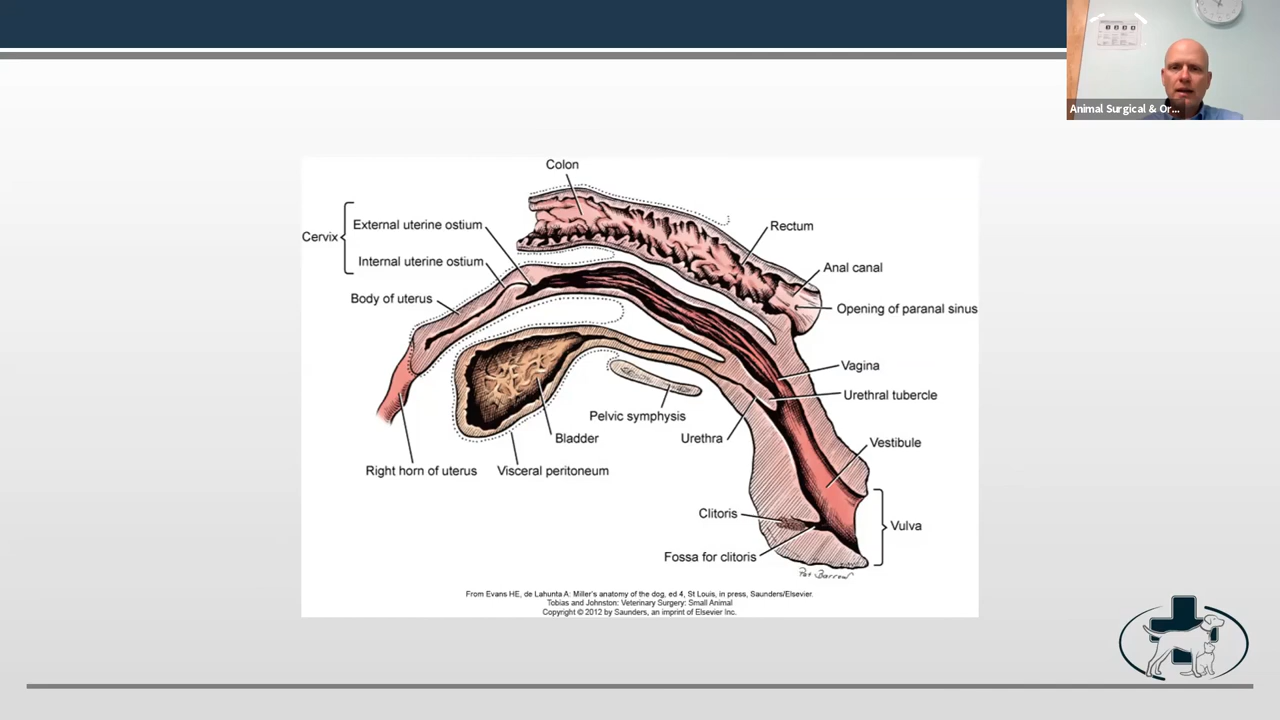 Animal Surgical & Or...
Colon
External uterine ostium
Cervix
Rectum
Internal uterine ostium
Anal canal
Body of uterus
Opening of paranal sinus
Vagina
Urethral tubercle
Pelvic symphysis
Urethra
Bladder
Vestibule
Right horn of uterus
Visceral peritoneum
Clitoris
Vulva
Fossa for clitoris
Pat Barrow
From Evans HE, de Lahunta A: Miller's anatomy of the dog, ed 4, St Louis, in press, Saunders/Elsevier.
Tobias and Johnston: Veterinary Surgery: Small Animal
Copyright © 2012 by Saunders, an imprint of Elsevier Inc.